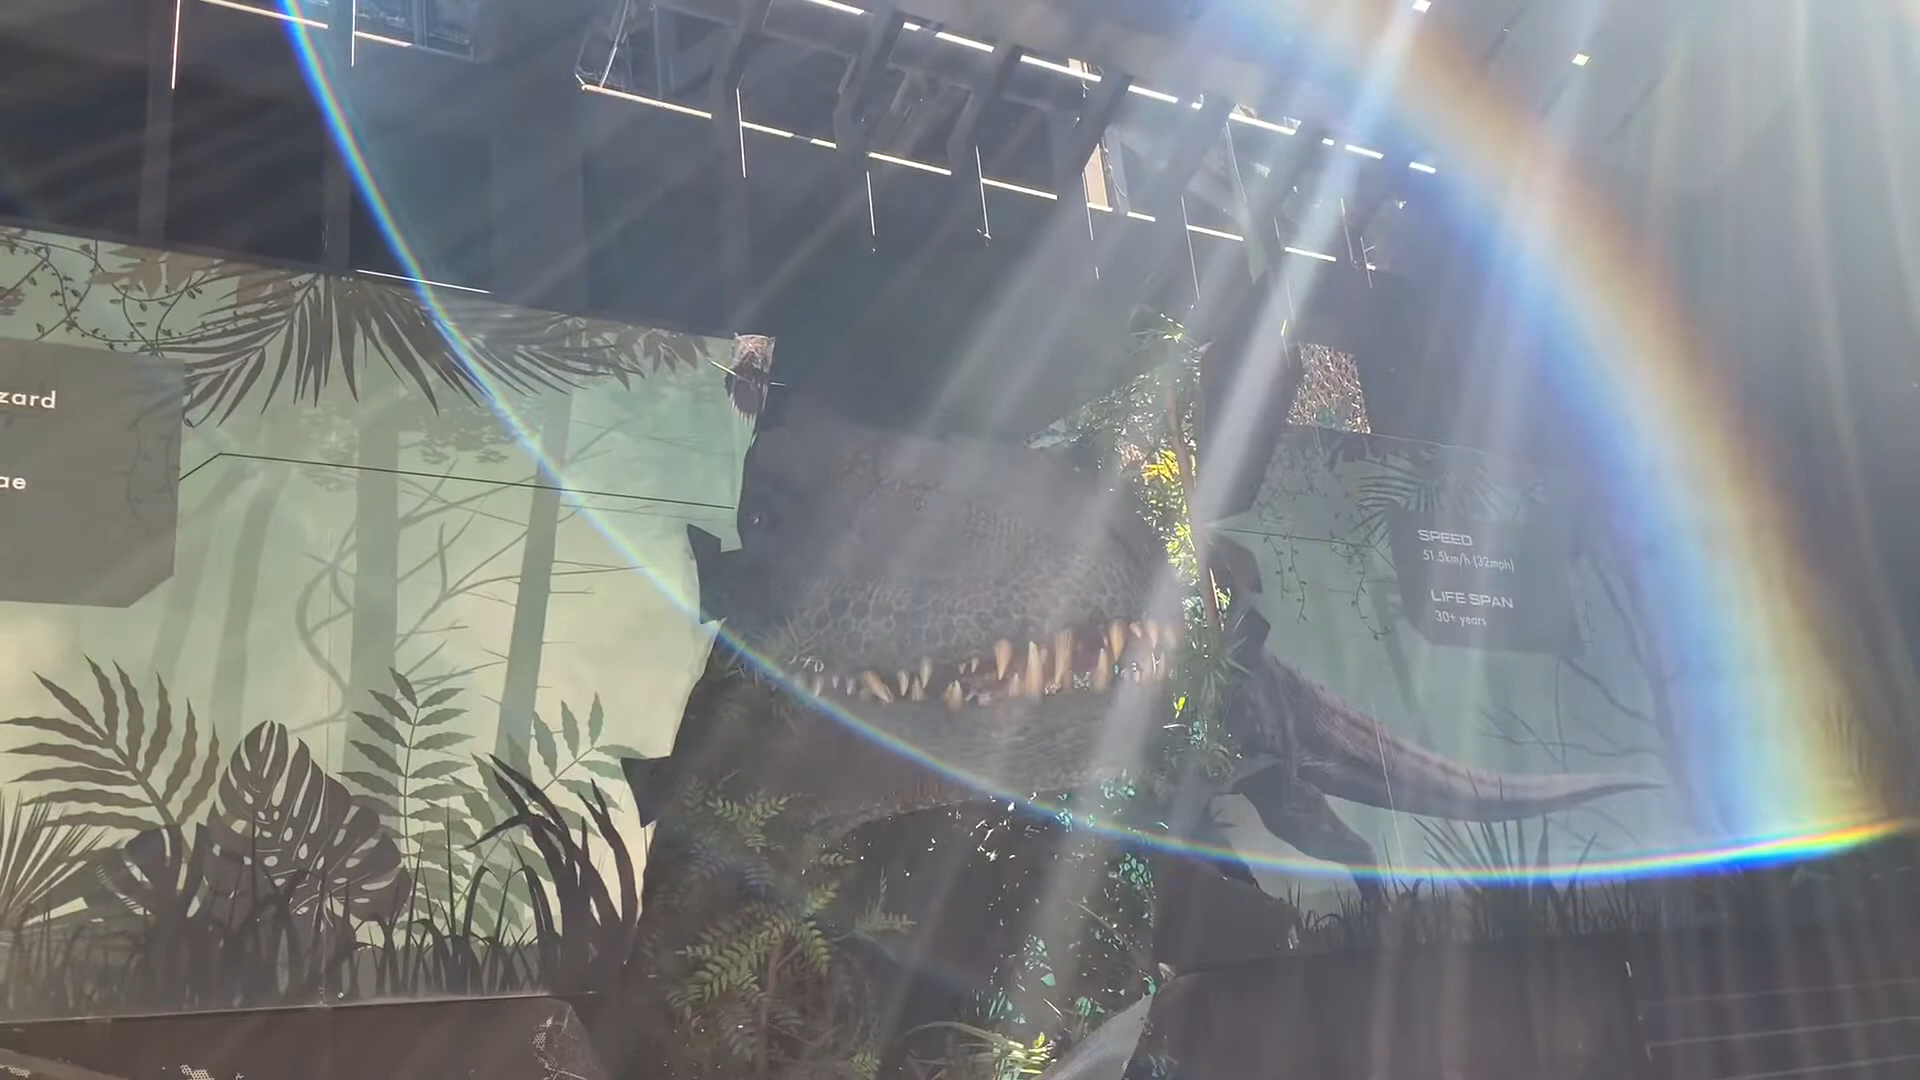 zard
ae
SPEED
51.5km/h (32mph)
LIFE SPAN
30+ years